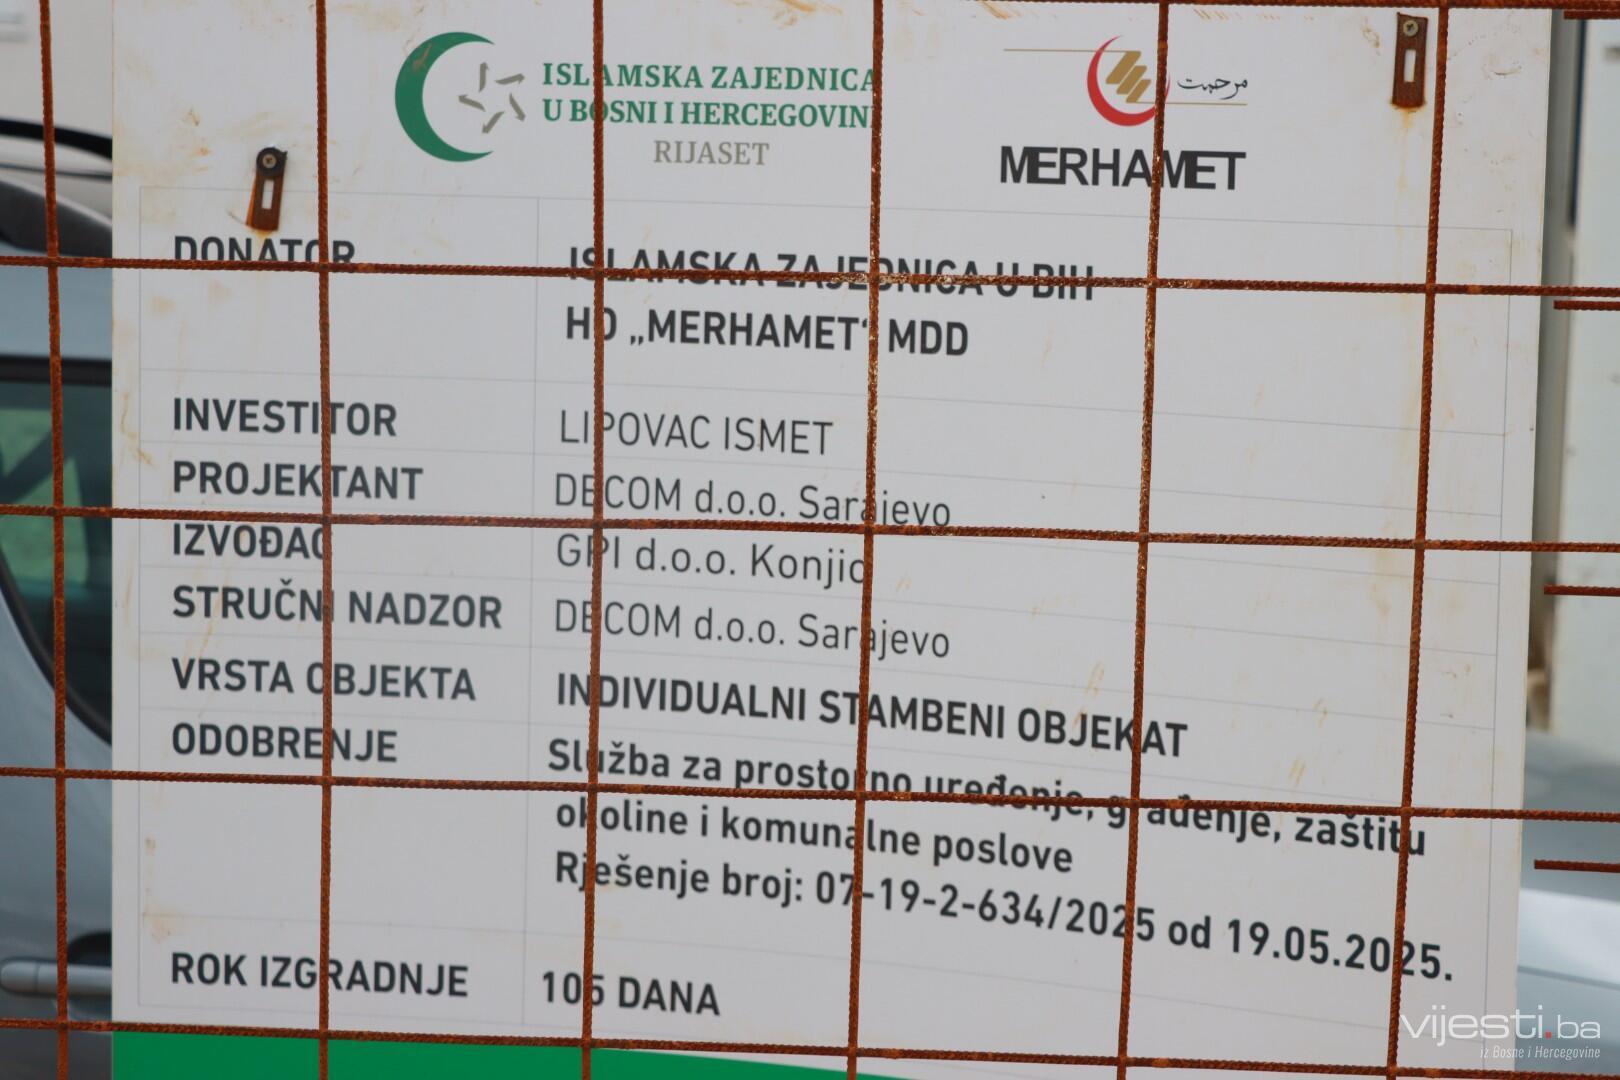 ISLAMSKA ZAJEDNICA
U BOSNI I HERCEGOVINI
RIJASET
مرحمت
MERHAMET
DONATOR ISLAMSKA ZAJEDNICA U BIH
HD „MERHAMET“ MDD
INVESTITOR LIPOVAC ISMET
PROJEKTANT DECOM d.o.o. Sarajevo
IZVOĐAČ GPI d.o.o. Konjic
STRUČNI NADZOR DECOM d.o.o. Sarajevo
VRSTA OBJEKTA INDIVIDUALNI STAMBENI OBJEKAT
ODOBRENJE Služba za prostorno uređenje, građenje, zaštitu
okoline i komunalne poslove
Rješenje broj: 07-19-2-634/2025 od 19.05.2025.
ROK IZGRADNJE 105 DANA
vijesti.ba
iz Bosne i Hercegovine